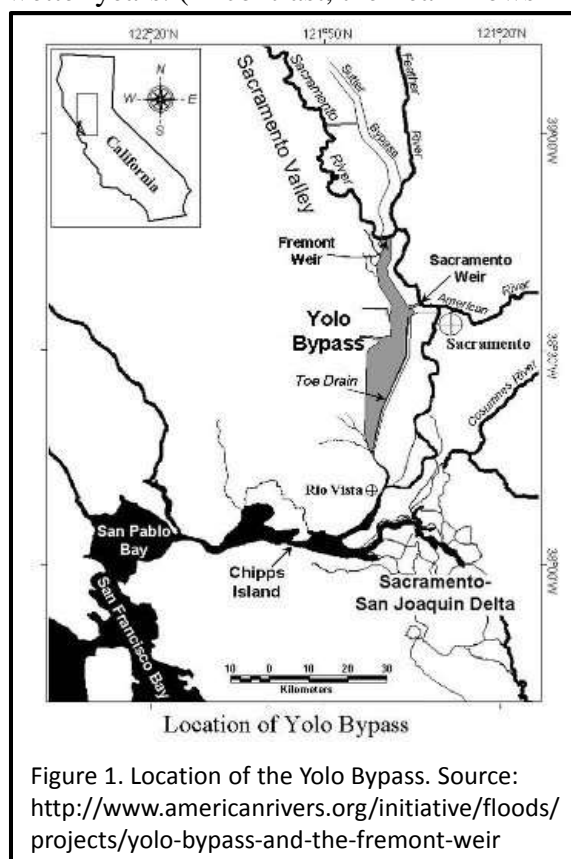 122°20'N 121°50'N 121°20'N
N
W E
S
California
Sacramento Valley
Sacramento
River
Sutter
Bypass
Feather
River
39°00'W
Fremont
Weir
Sacramento
Weir
American
River
Yolo
Bypass
Sacramento
38°30'W
Toe Drain
Cosumnes River
Rio Vista
San Pablo
Bay
Chipps
Island
Sacramento-
San Joaquin Delta
38°00'W
San Francisco Bay
10 0 10 20 30
Kilometers
Location of Yolo Bypass
Figure 1. Location of the Yolo Bypass. Source:
http://www.americanrivers.org/initiative/floods/
projects/yolo-bypass-and-the-fremont-weir